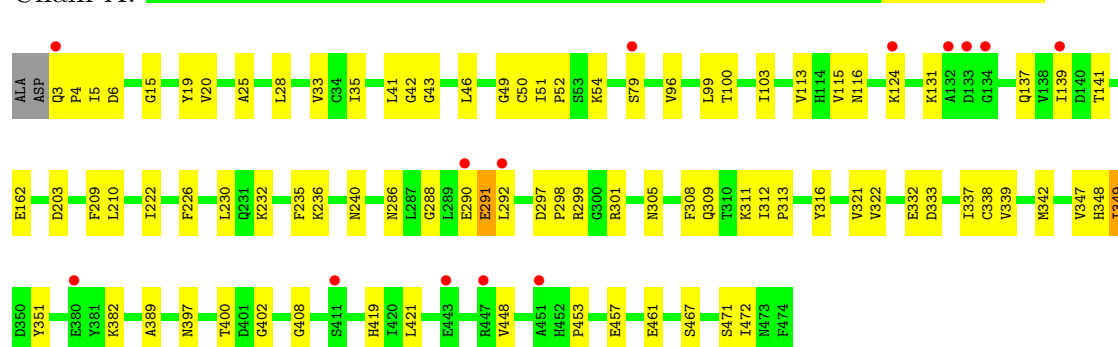 ALA ASP Q3 P4 I5 D6 G15 Y19 V20 A25 L28 V33 C34 I35 L41 G42 G43 L46 G49 C50 I51 P52 S53 K54 S79 V96 L99 T100 I103 V113 H114 V115 N116 K124 K131 A132 D133 G134 Q137 V138 I139 D140 T141
E162 D203 F209 L210 I222 F226 L230 Q231 K232 F235 K236 N240 N286 L287 G288 L289 E290 E291 L292 D297 P298 R299 G300 R301 N305 F308 Q309 T310 K311 I312 P313 Y316 V321 V322 E332 D333 I337 C338 V339 M342 V347 H348 I349
D350 Y351 E380 Y381 K382 A389 N397 T400 D401 G402 G408 S411 H419 I420 L421 E443 R447 V448 A451 H452 P453 E457 E461 S467 S471 I472 N473 F474